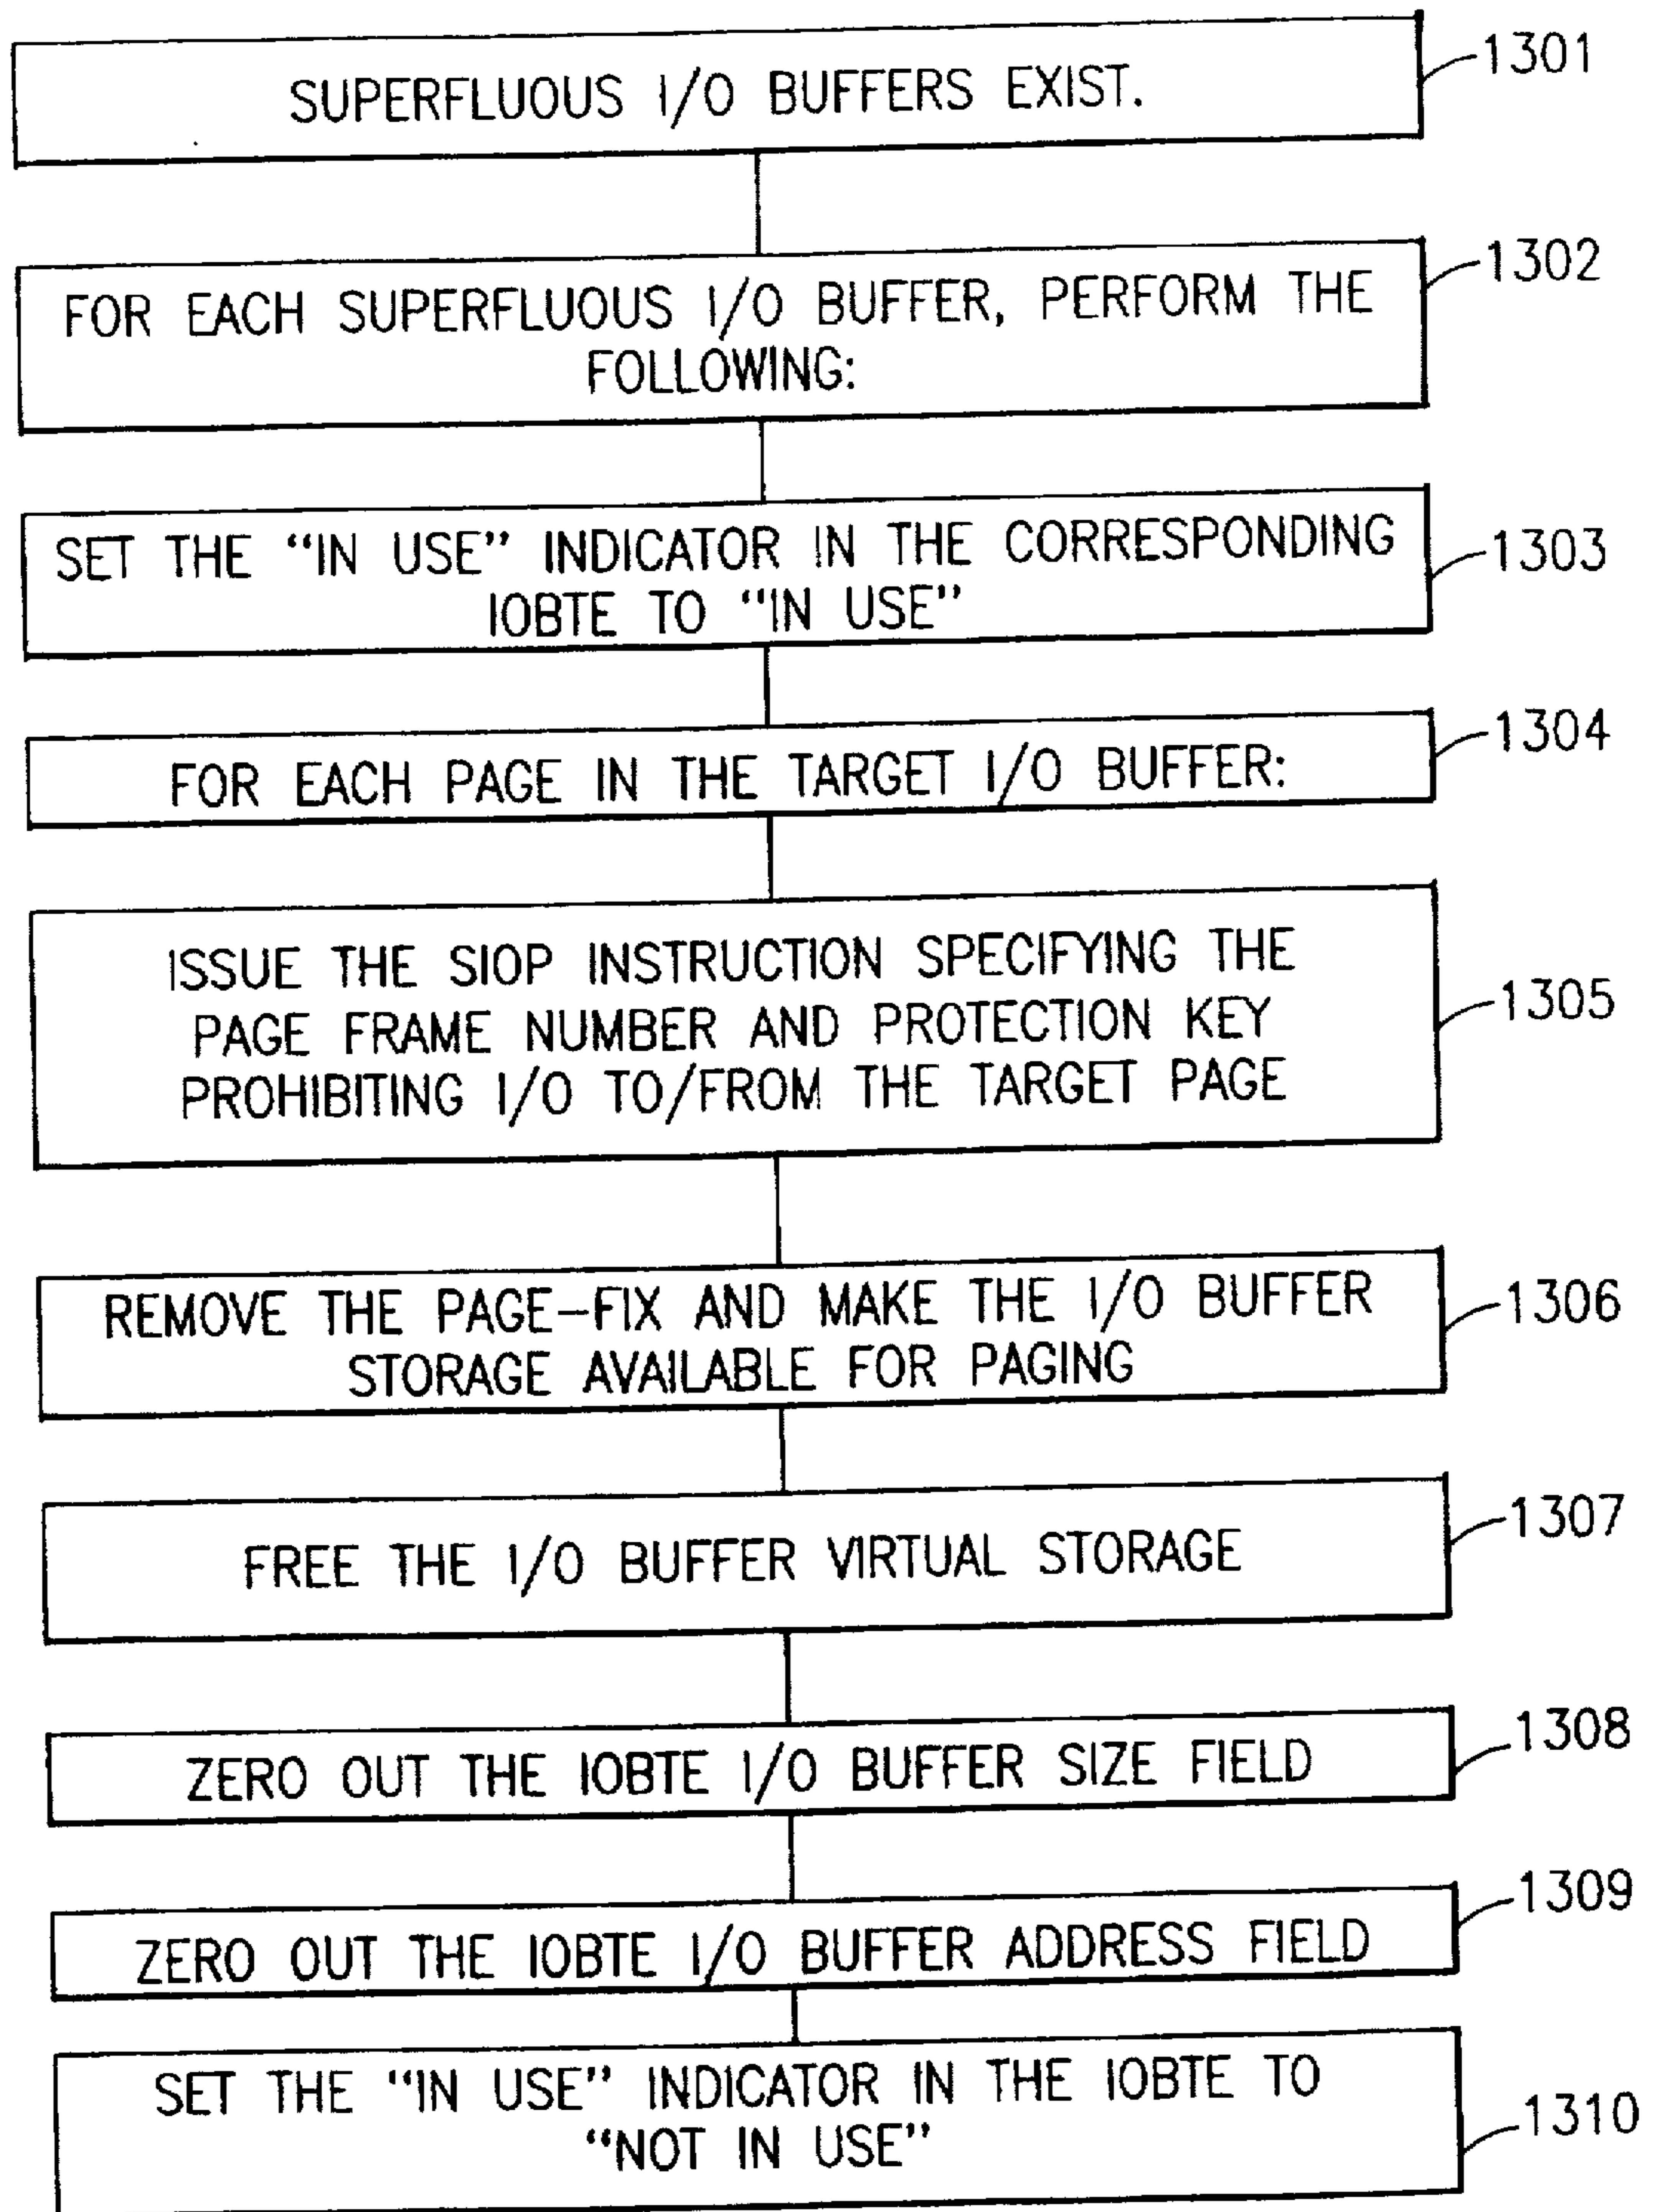 SUPERFLUOUS I/O BUFFERS EXIST.
1301
FOR EACH SUPERFLUOUS I/O BUFFER, PERFORM THE
FOLLOWING:
1302
SET THE “IN USE” INDICATOR IN THE CORRESPONDING
IOBTE TO “IN USE”
1303
FOR EACH PAGE IN THE TARGET I/O BUFFER:
1304
ISSUE THE SIOP INSTRUCTION SPECIFYING THE
PAGE FRAME NUMBER AND PROTECTION KEY
PROHIBITING I/O TO/FROM THE TARGET PAGE
1305
REMOVE THE PAGE-FIX AND MAKE THE I/O BUFFER
STORAGE AVAILABLE FOR PAGING
1306
FREE THE I/O BUFFER VIRTUAL STORAGE
1307
ZERO OUT THE IOBTE I/O BUFFER SIZE FIELD
1308
ZERO OUT THE IOBTE I/O BUFFER ADDRESS FIELD
1309
SET THE “IN USE” INDICATOR IN THE IOBTE TO
“NOT IN USE”
1310